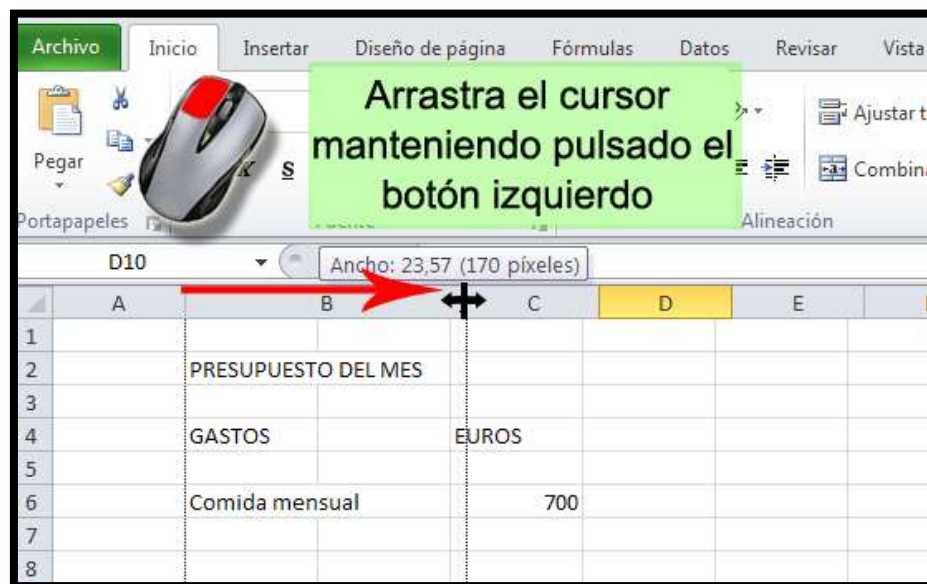 Archivo Inicio Insertar Diseño de página Fórmulas Datos Revisar Vista
Arrastra el cursor
manteniendo pulsado el
botón izquierdo
Ajustar t
Pegar K S Combina
Portapapeles Alineación
D10 Ancho: 23,57 (170 píxeles)
A B C D E
1
2 PRESUPUESTO DEL MES
3
4 GASTOS EUROS
5
6 Comida mensual 700
7
8